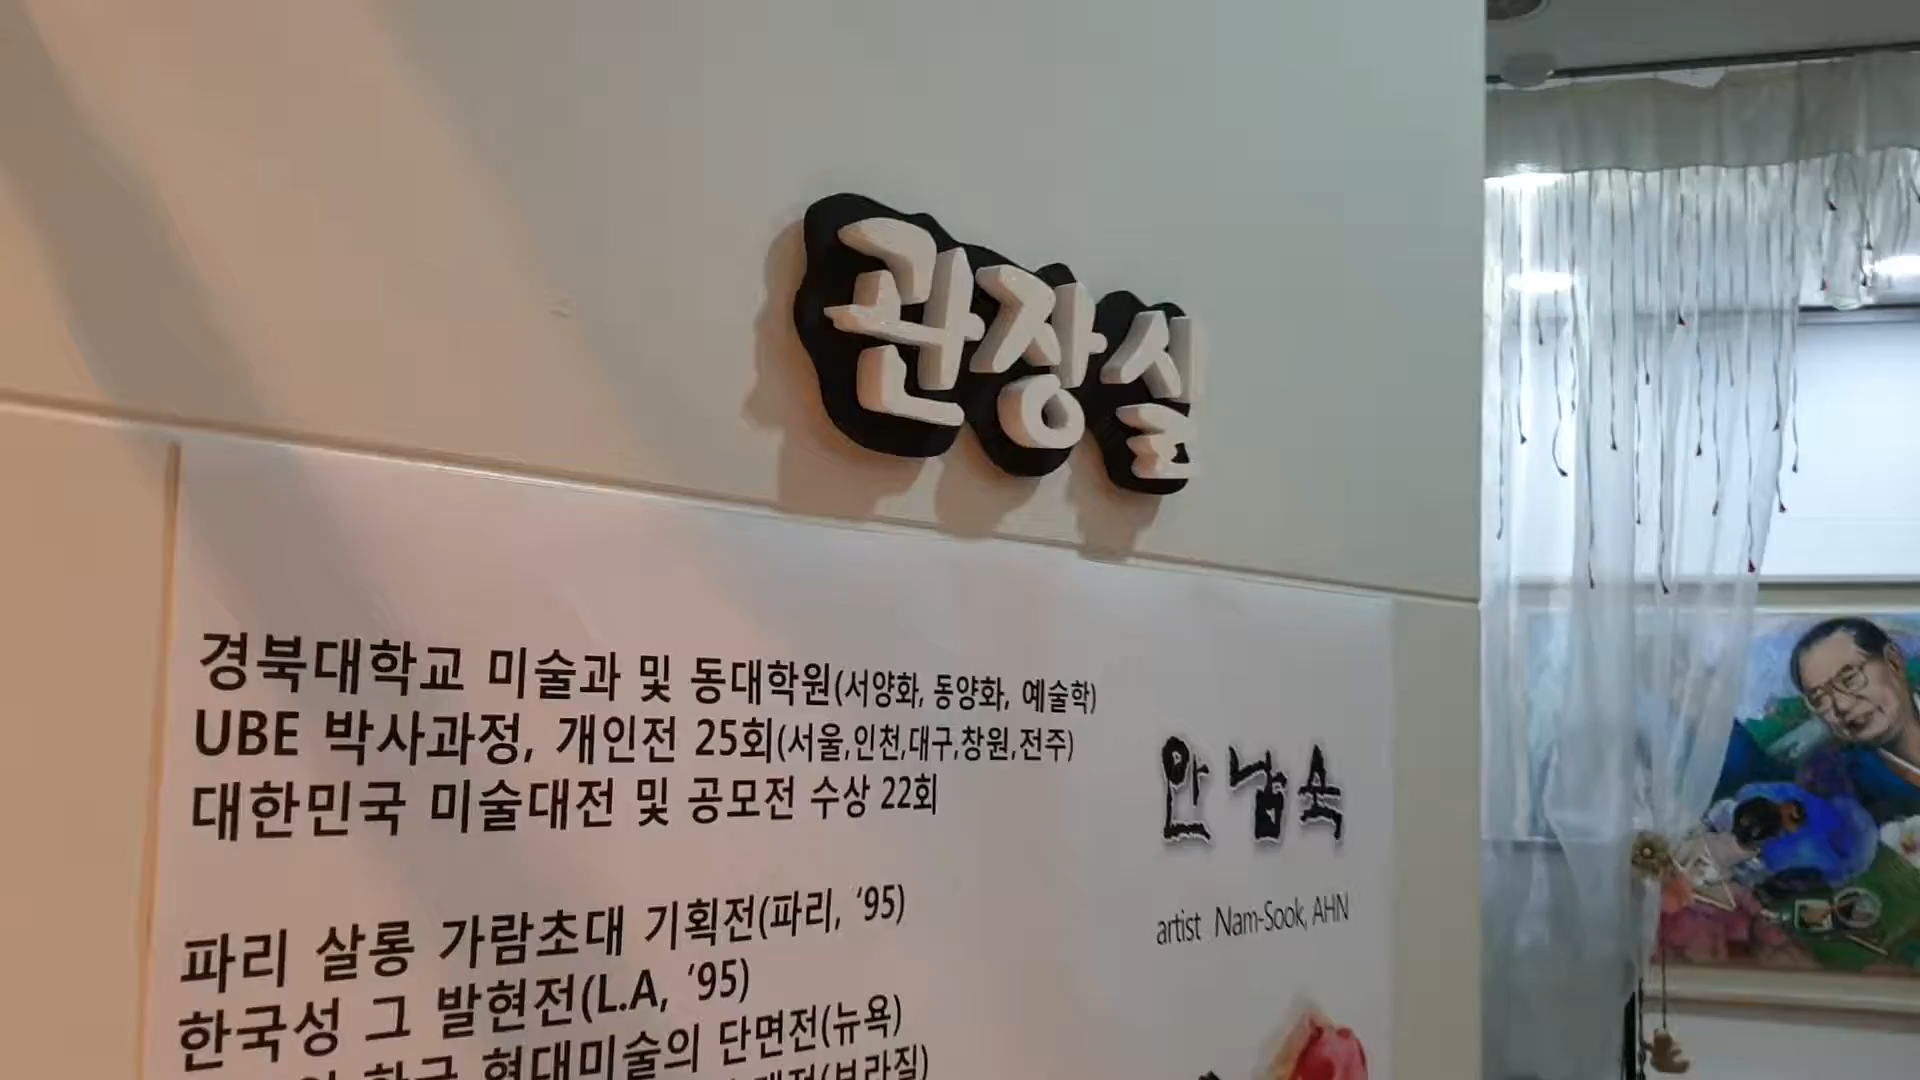 관장실
경북대학교 미술과 및 동대학원(서양화, 동양화, 예술학)
UBE 박사과정, 개인전 25회(서울,인천,대구,창원,전주)
대한민국 미술대전 및 공모전 수상 22회
안남숙
artist Nam-Sook, AHN
파리 살롱 가람초대 기획전(파리, ‘95)
한국성 그 발현전(L.A, ‘95)
한국 현대미술의 단면전(뉴욕)